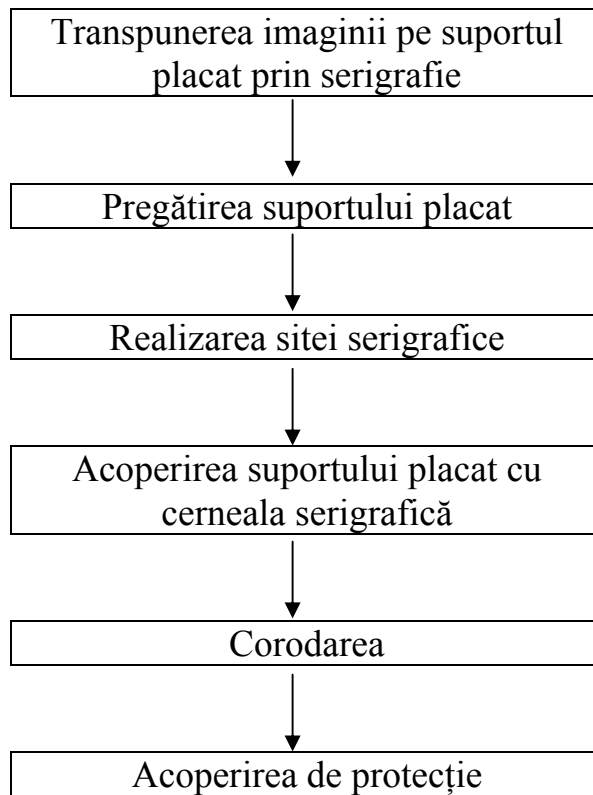 Transpunerea imaginii pe suportul
placat prin serigrafie
Pregătirea suportului placat
Realizarea sitei serigrafice
Acoperirea suportului placat cu
cerneala serigrafică
Corodarea
Acoperirea de protecție